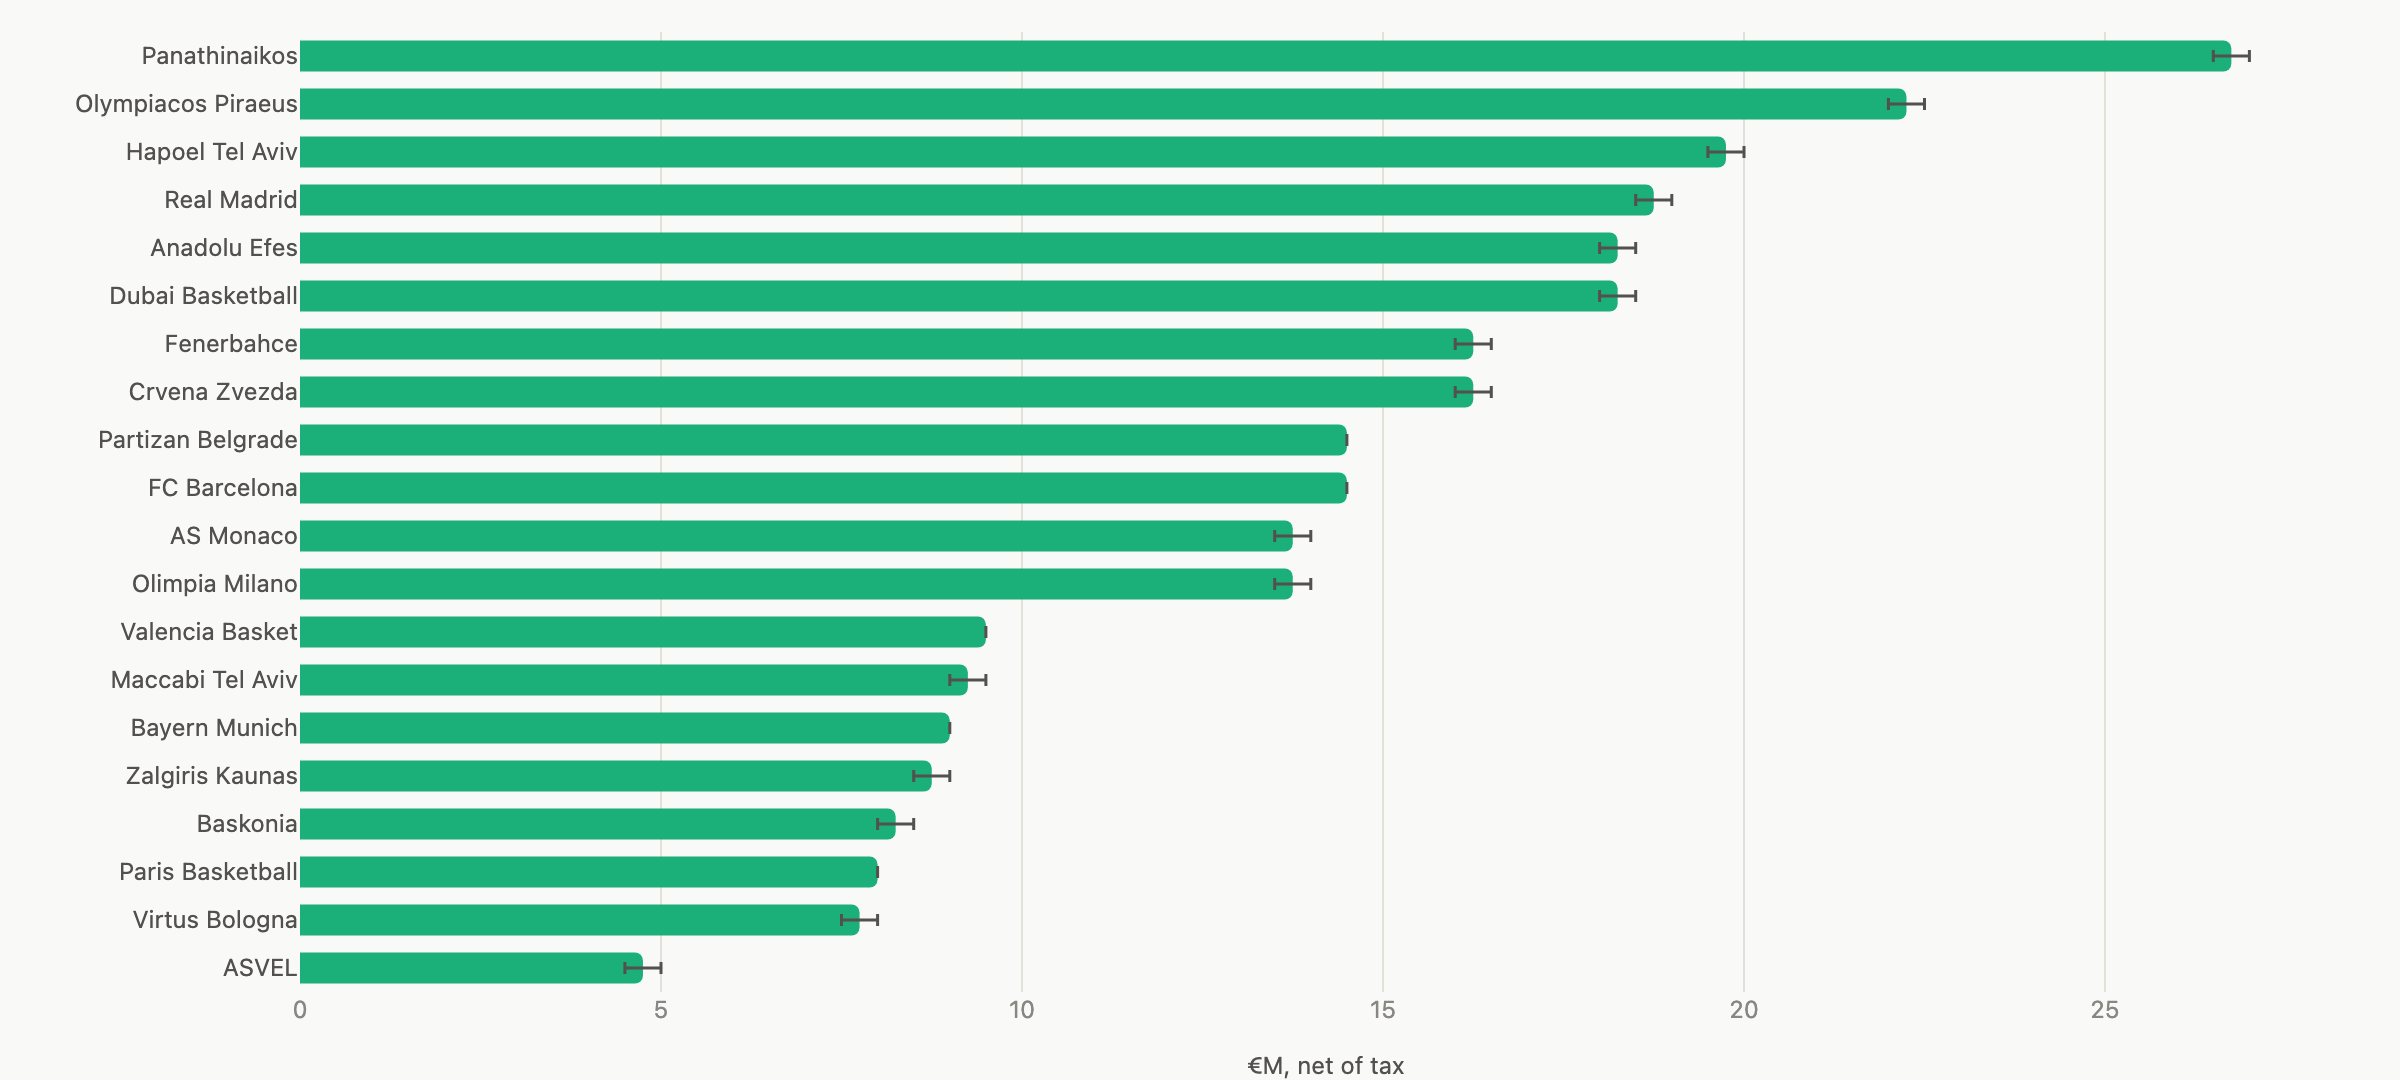 Panathinaikos
Olympiacos Piraeus
Hapoel Tel Aviv
Real Madrid
Anadolu Efes
Dubai Basketball
Fenerbahce
Crvena Zvezda
Partizan Belgrade
FC Barcelona
AS Monaco
Olimpia Milano
Valencia Basket
Maccabi Tel Aviv
Bayern Munich
Zalgiris Kaunas
Baskonia
Paris Basketball
Virtus Bologna
ASVEL
0 5 10 15 20 25
€M, net of tax